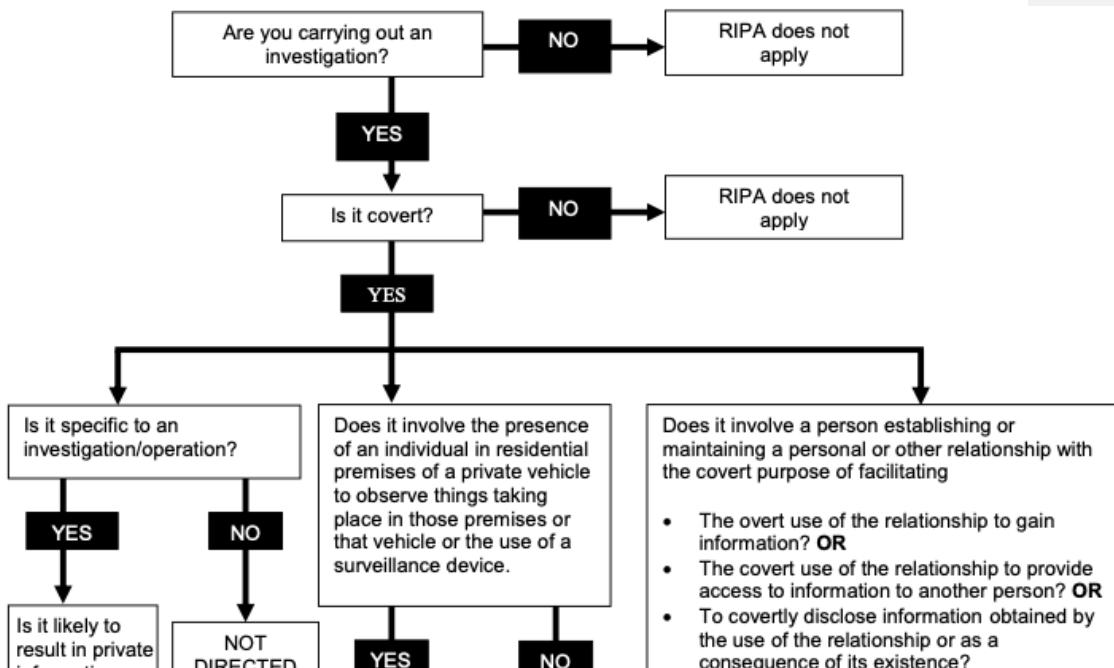 Are you carrying out an
investigation?
NO
RIPA does not
apply
YES
Is it covert?
NO
RIPA does not
apply
YES
Is it specific to an
investigation/operation?
YES
NO
Is it likely to
result in private
NOT
DIRECTED
Does it involve the presence
of an individual in residential
premises of a private vehicle
to observe things taking
place in those premises or
that vehicle or the use of a
surveillance device.
YES
NO
Does it involve a person establishing or
maintaining a personal or other relationship with
the covert purpose of facilitating
• The overt use of the relationship to gain
information? OR
• The covert use of the relationship to provide
access to information to another person? OR
• To covertly disclose information obtained by
the use of the relationship or as a
consequence of its existence?